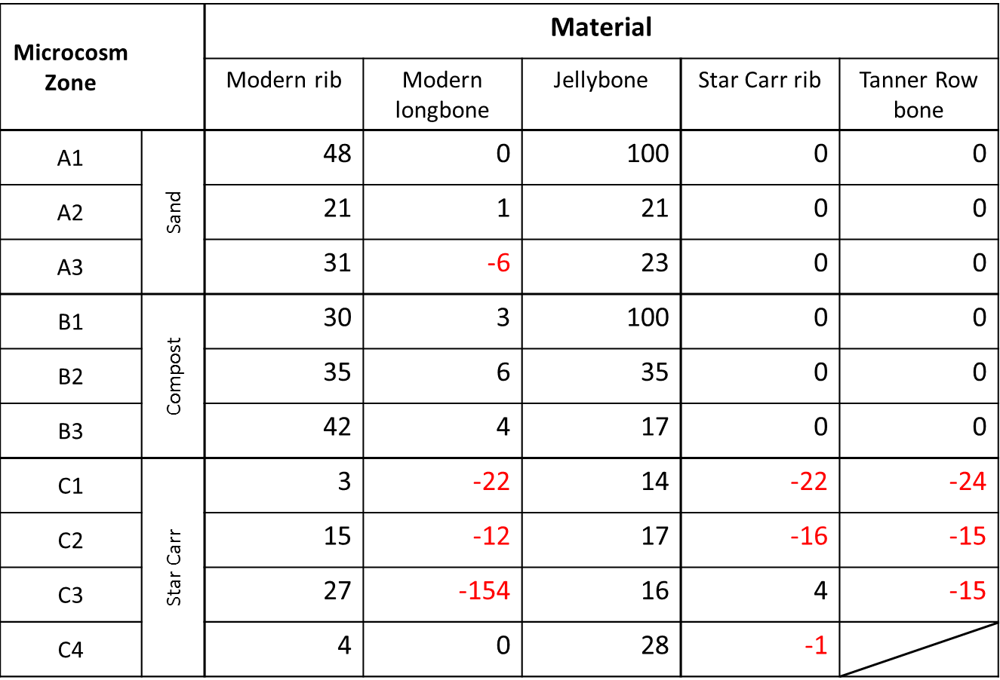 Microcosm Zone Material
Modern rib Modern longbone Jellybone Star Carr rib Tanner Row bone
Sand
A1 48 0 100 0 0
A2 21 1 21 0 0
A3 31 -6 23 0 0
Compost
B1 30 3 100 0 0
B2 35 6 35 0 0
B3 42 4 17 0 0
Star Carr
C1 3 -22 14 -22 -24
C2 15 -12 17 -16 -15
C3 27 -154 16 4 -15
C4 4 0 28 -1